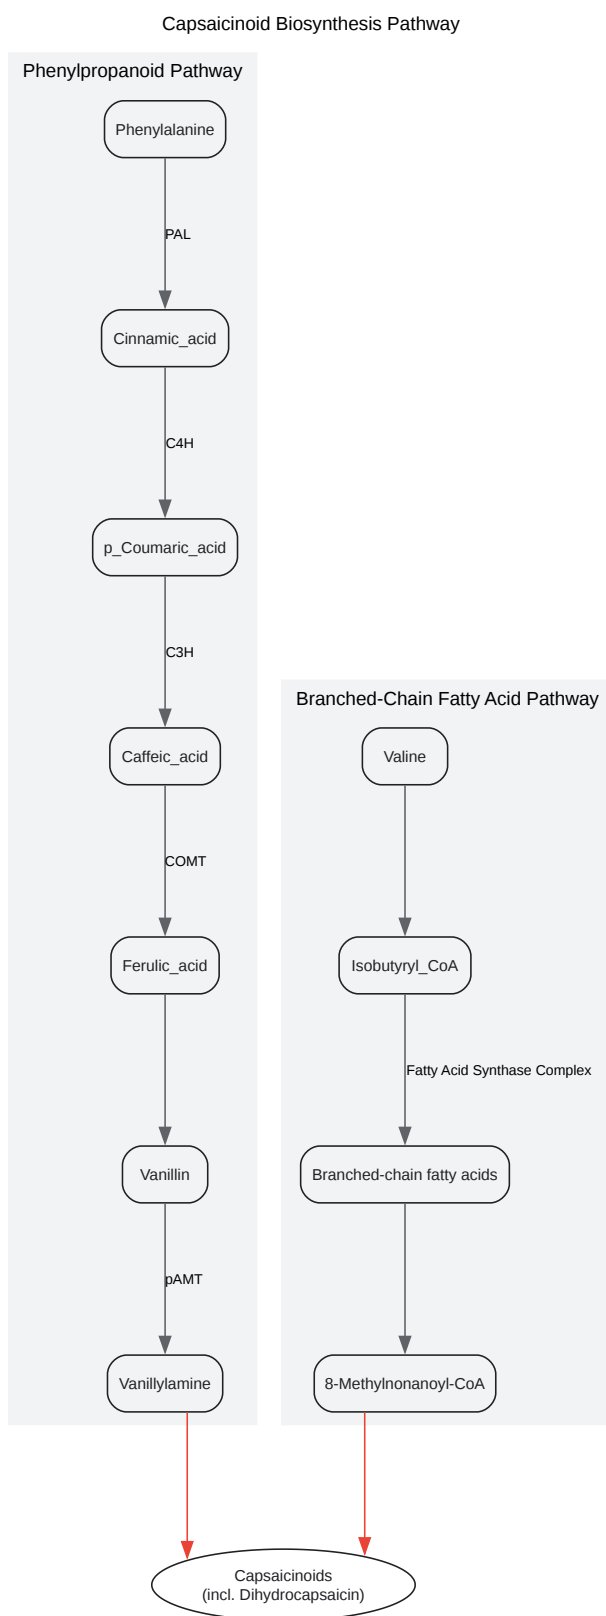 Capsaicinoid Biosynthesis Pathway
Phenylpropanoid Pathway
Phenylalanine
PAL
Cinnamic_acid
C4H
p_Coumaric_acid
C3H
Caffeic_acid
COMT
Ferulic_acid
Vanillin
pAMT
Vanillylamine
Branched-Chain Fatty Acid Pathway
Valine
Isobutyryl_CoA
Fatty Acid Synthase Complex
Branched-chain fatty acids
8-Methylnonanoyl-CoA
Capsaicinoids
(incl. Dihydrocapsaicin)